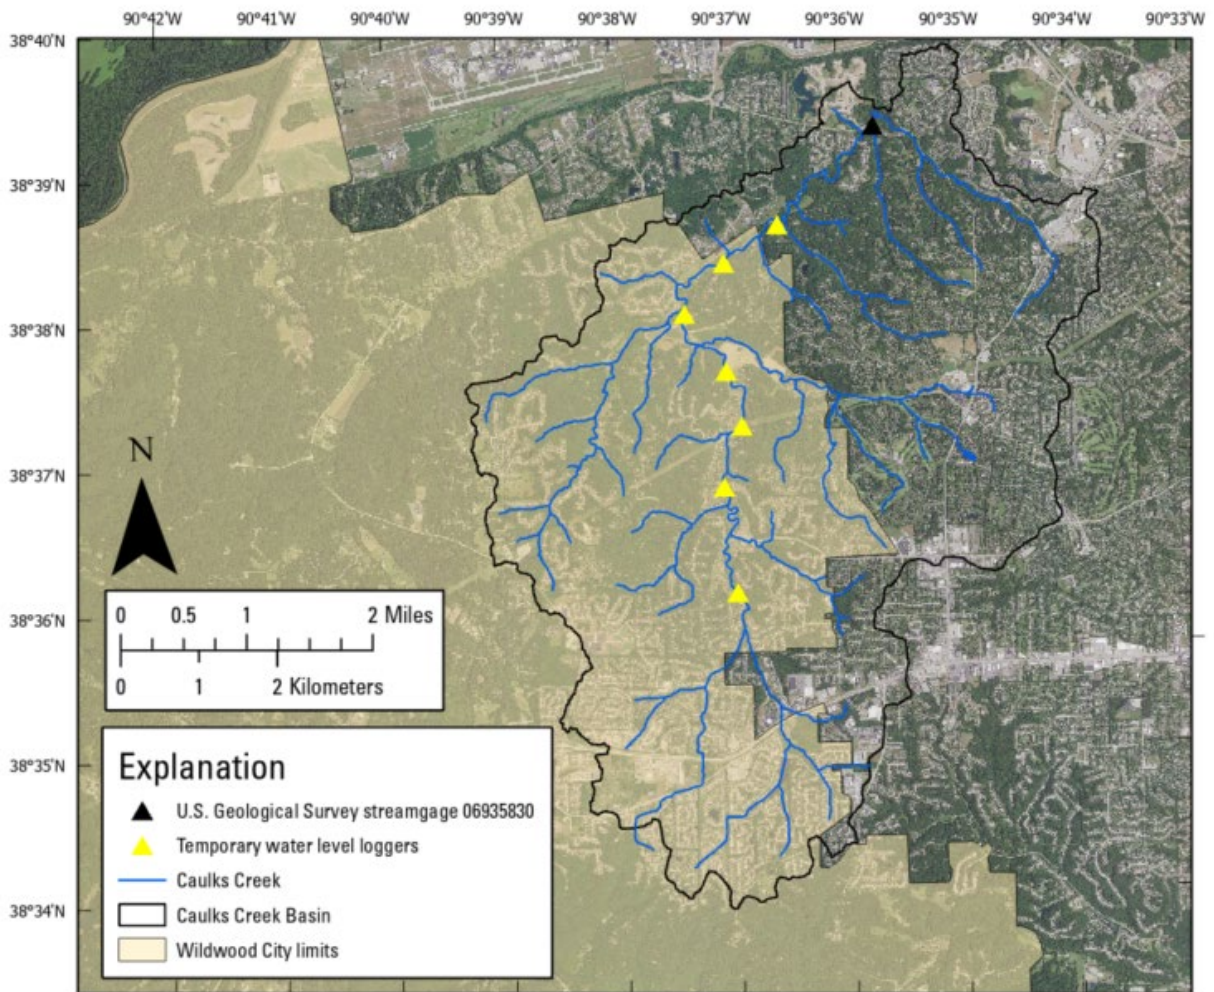 90°42'W 90°41'W 90°40'W 90°39'W 90°38'W 90°37'W 90°36'W 90°35'W 90°34'W 90°33'W
38°40'N
38°39'N
38°38'N
38°37'N
N
38°36'N
0 0.5 1 2 Miles
0 1 2 Kilometers
38°35'N
Explanation
U.S. Geological Survey streamgage 06935830
Temporary water level loggers
Caulks Creek
Caulks Creek Basin
Wildwood City limits
38°34'N